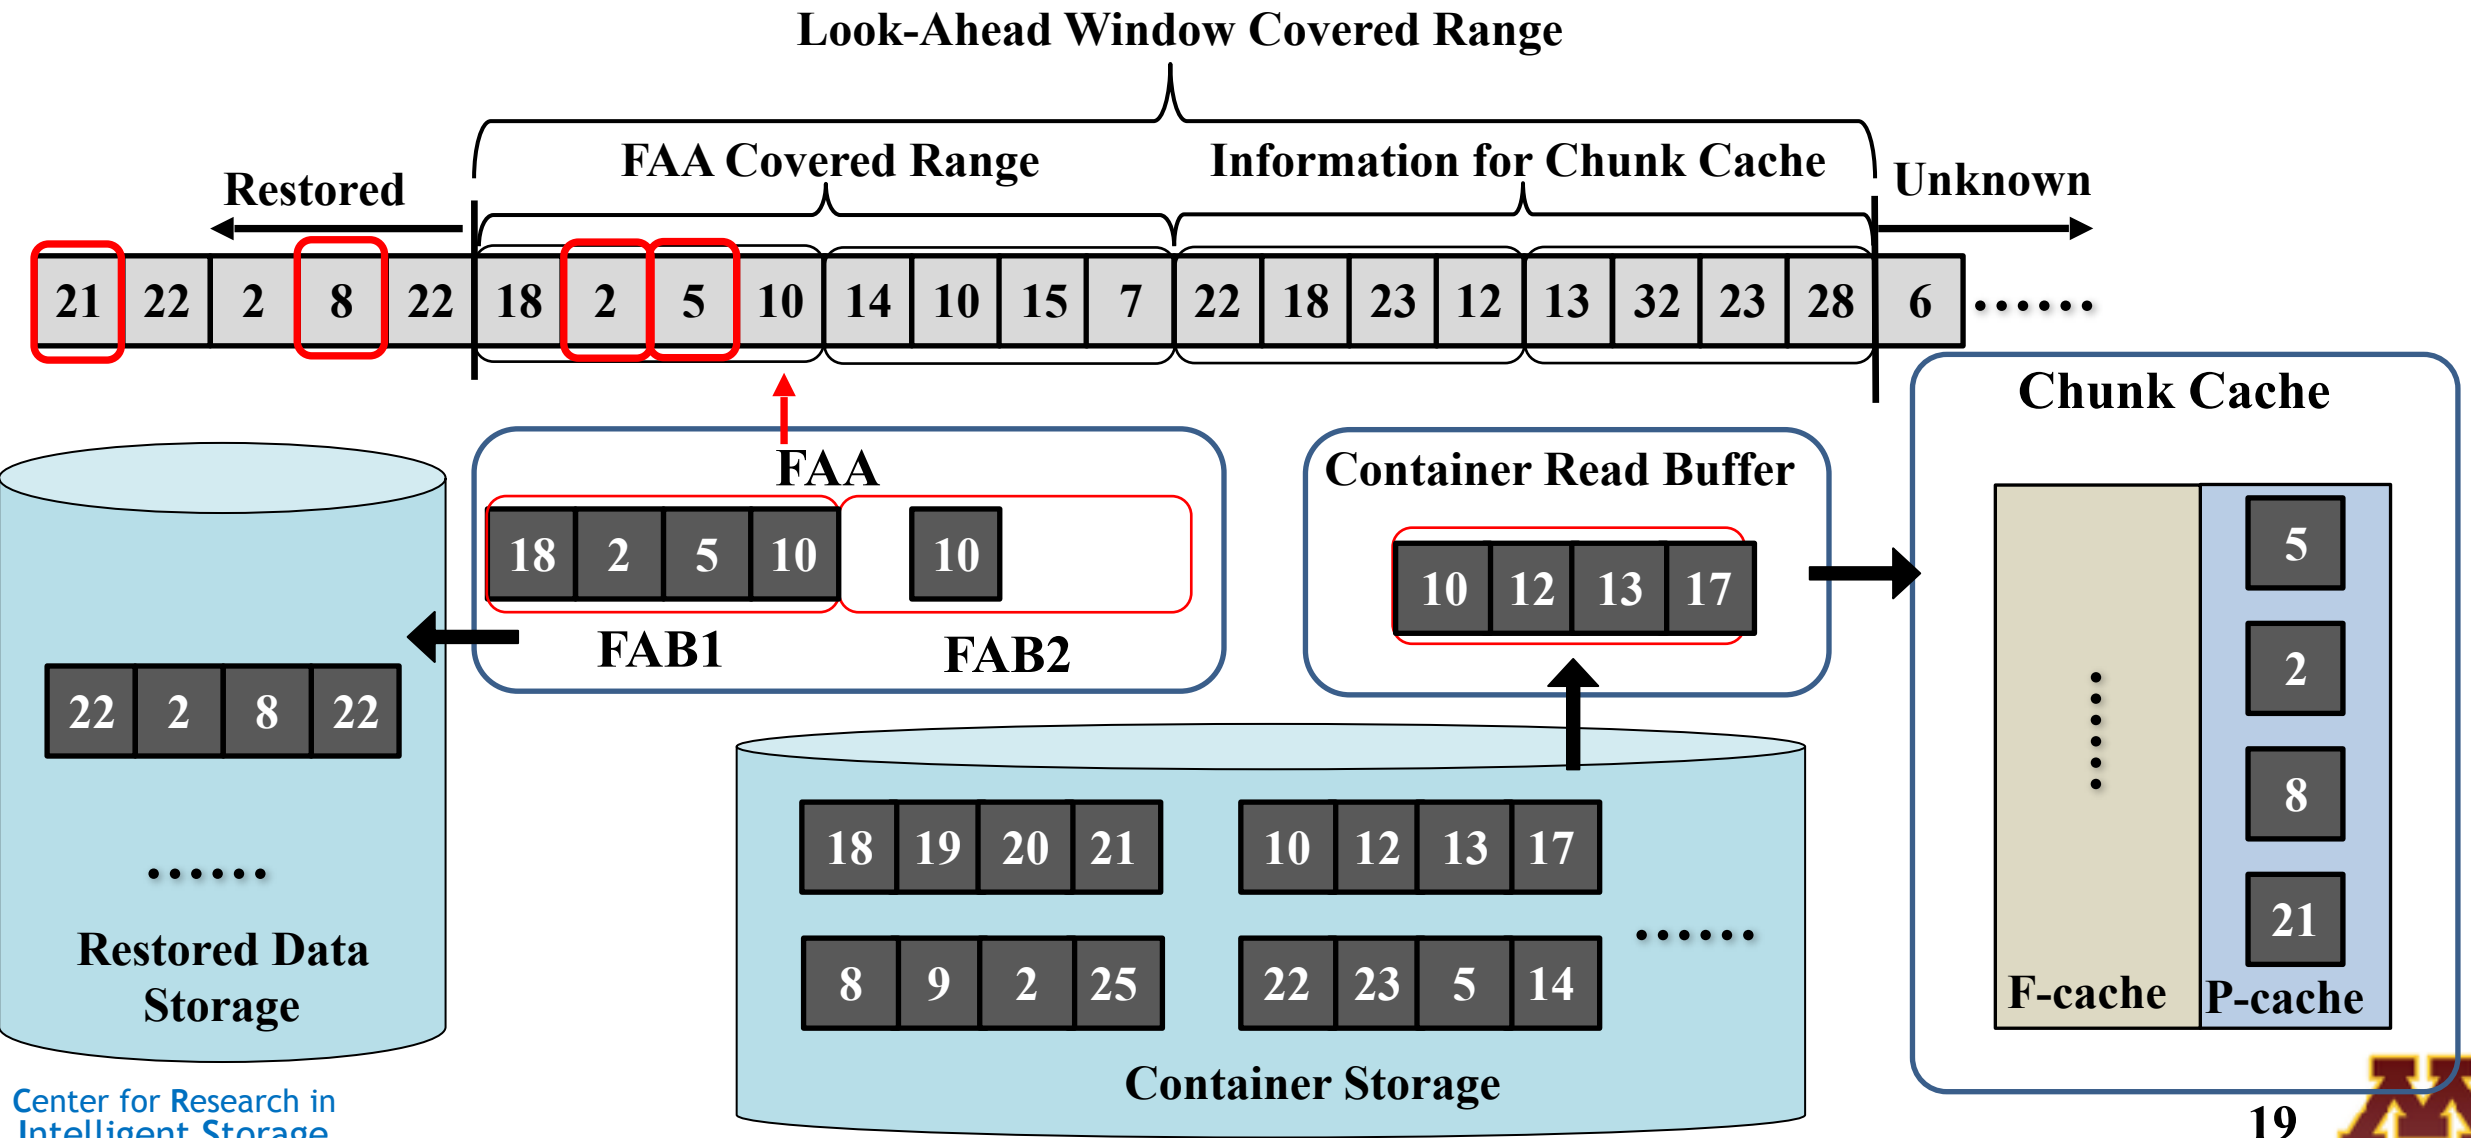 Look-Ahead Window Covered Range
FAA Covered Range
Information for Chunk Cache
Restored
Unknown
21 22 2 8 22 18 2 5 10 14 10 15 7 22 18 23 12 13 32 23 28 6 ......
Chunk Cache
FAA
18 2 5 10 10
FAB1 FAB2
Container Read Buffer
10 12 13 17
5
2
8
21
F-cache P-cache
22 2 8 22
......
Restored Data
Storage
18 19 20 21 10 12 13 17
8 9 2 25 22 23 5 14
......
Container Storage
Center for Research in
Intelligent Storage
19